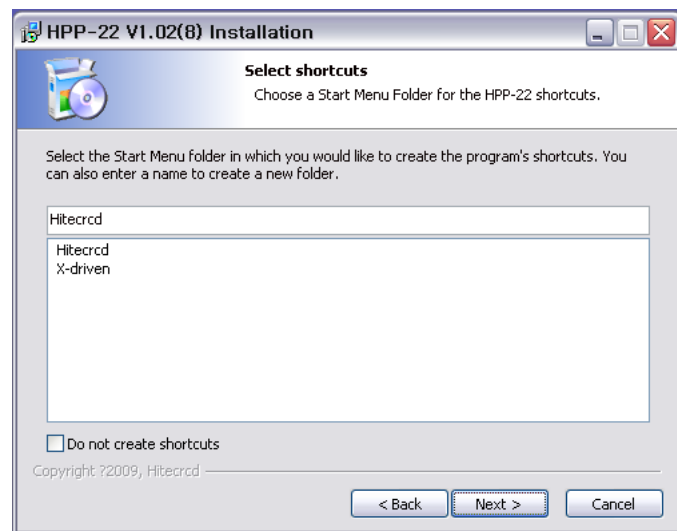 HPP-22 V1.02(8) Installation
Select shortcuts
Choose a Start Menu Folder for the HPP-22 shortcuts.
Select the Start Menu folder in which you would like to create the program's shortcuts. You
can also enter a name to create a new folder.
Hitecrcd
Hitecrcd
X-driven
Do not create shortcuts
Copyright ?2009, Hitecrcd
< Back
Next >
Cancel